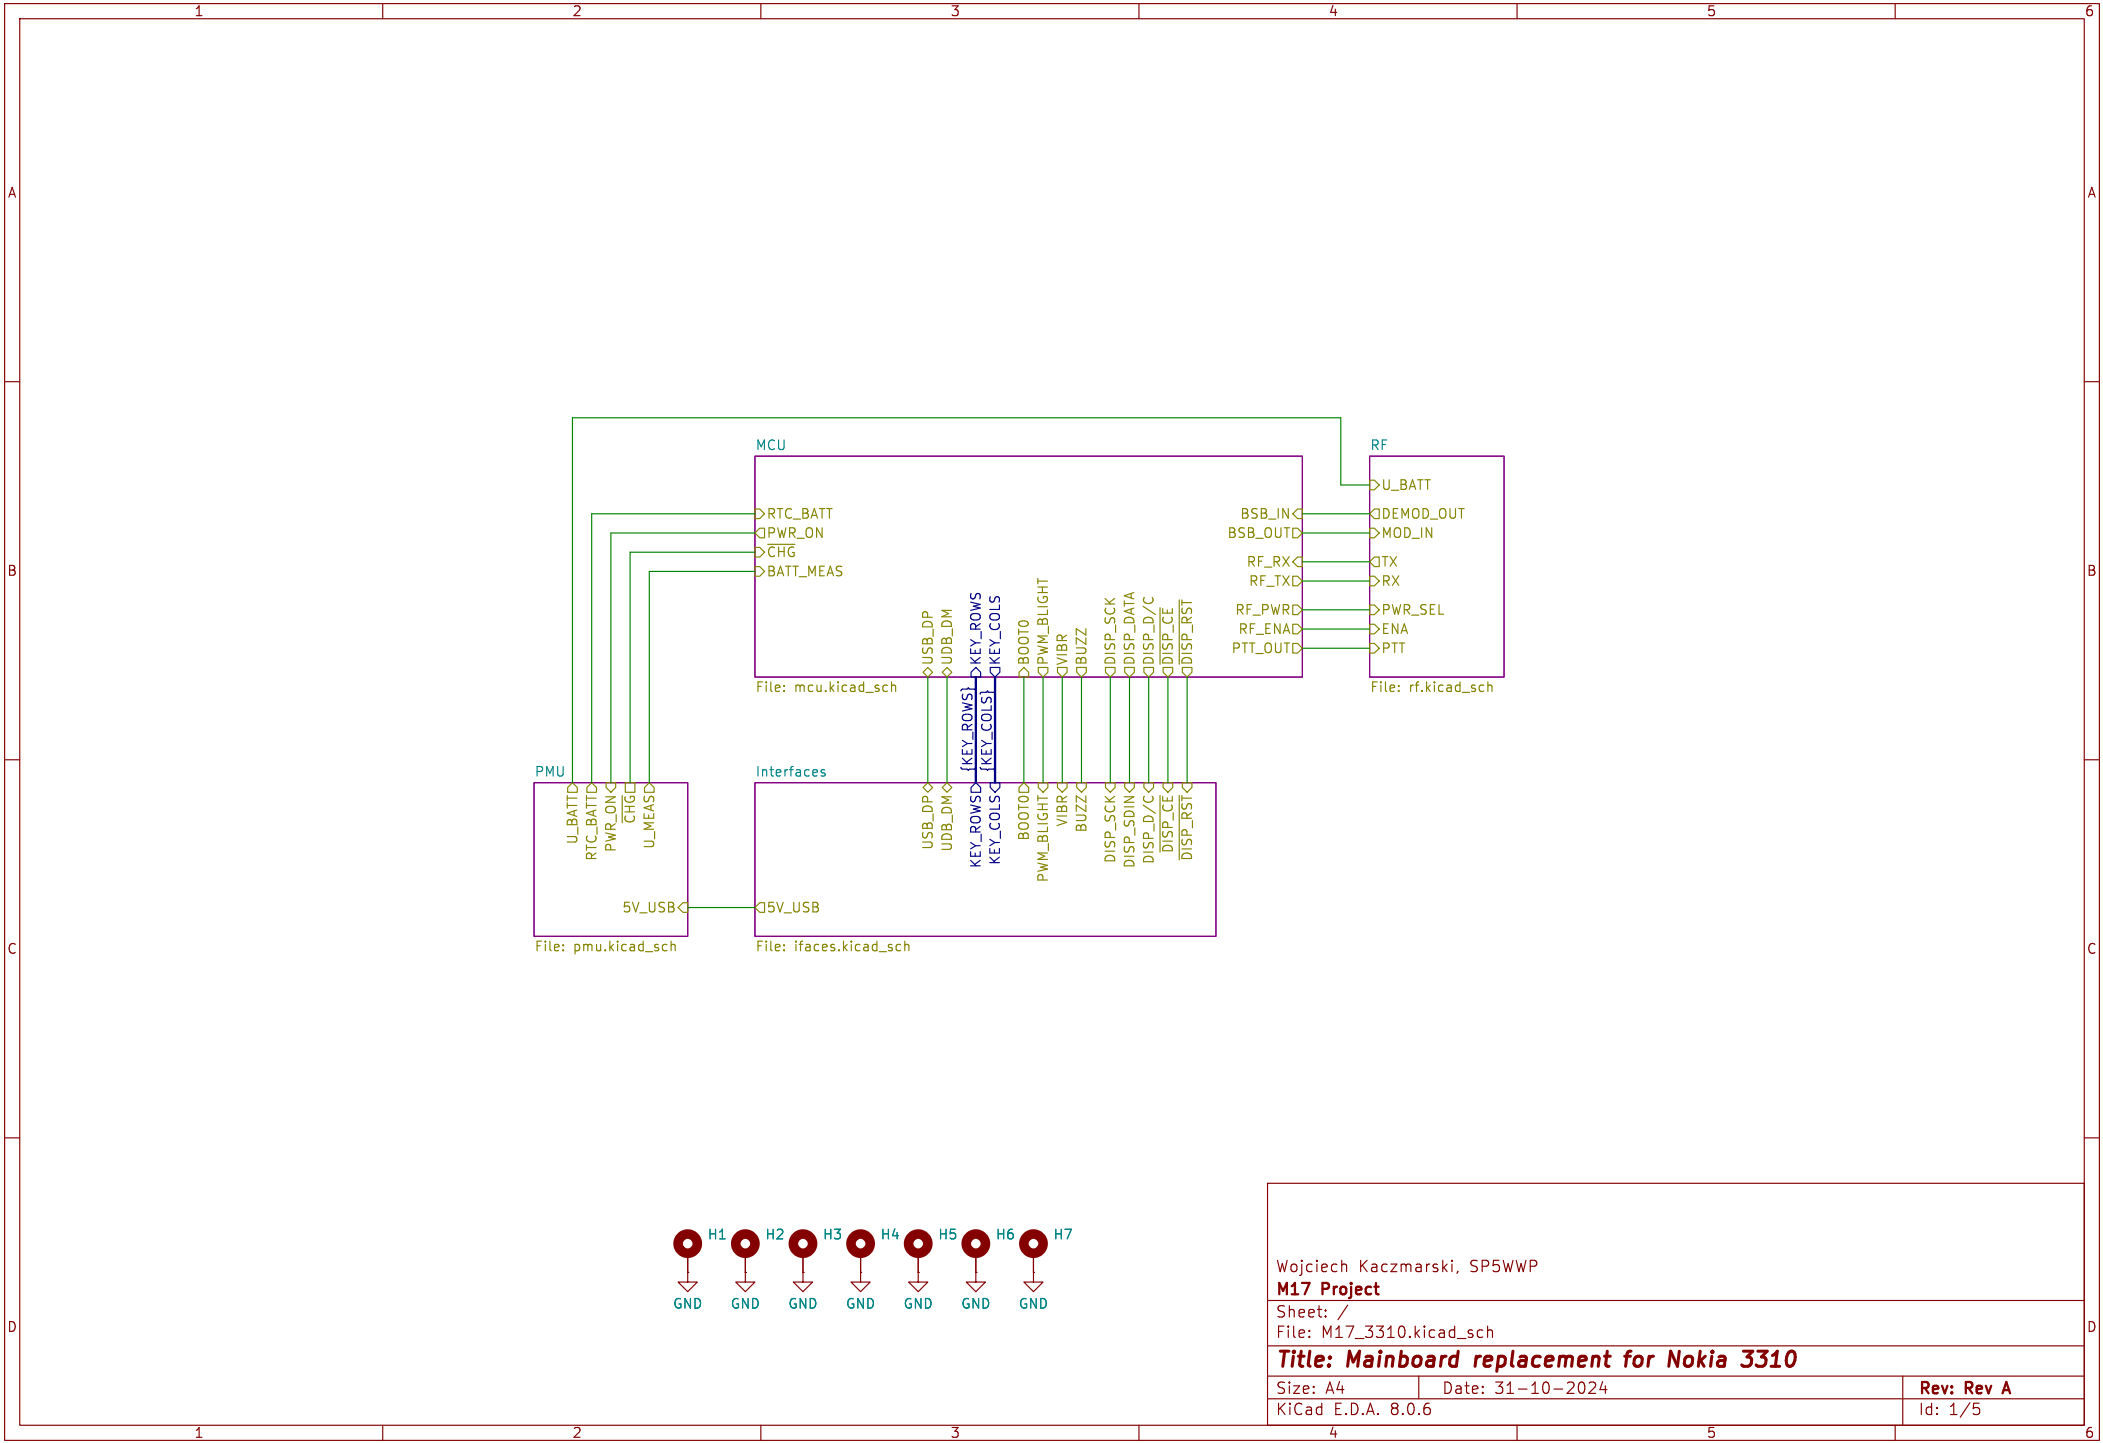 1 2 3 4 5 6
A A
B B
C C
D D
MCU
RTC_BATT
PWR_ON
CHG
BATT_MEAS
BSB_IN
BSB_OUT
RF_RX
RF_TX
RF_PWR
RF_ENA
PTT_OUT
USB_DP
UDB_DM
KEY_ROWS
KEY_COLS
BOOT0
PWM_BLIGHT
VIBR
BUZZ
DISP_SCK
DISP_DATA
DISP_D/C
DISP_CE
DISP_RST
File: mcu.kicad_sch
RF
U_BATT
DEMOD_OUT
MOD_IN
TX
RX
PWR_SEL
ENA
PTT
File: rf.kicad_sch
{KEY_ROWS}
{KEY_COLS}
PMU
U_BATT
RTC_BATT
PWR_ON
CHG
U_MEAS
5V_USB
File: pmu.kicad_sch
Interfaces
USB_DP
UDB_DM
KEY_ROWS
KEY_COLS
BOOT0
PWM_BLIGHT
VIBR
BUZZ
DISP_SCK
DISP_SDIN
DISP_D/C
DISP_CE
DISP_RST
5V_USB
File: ifaces.kicad_sch
H1 H2 H3 H4 H5 H6 H7
GND GND GND GND GND GND GND
Wojciech Kaczmarski, SP5WWP
M17 Project
Sheet: /
File: M17_3310.kicad_sch
Title: Mainboard replacement for Nokia 3310
Size: A4 Date: 31-10-2024 Rev: Rev A
KiCad E.D.A. 8.0.6 Id: 1/5
1 2 3 4 5 6